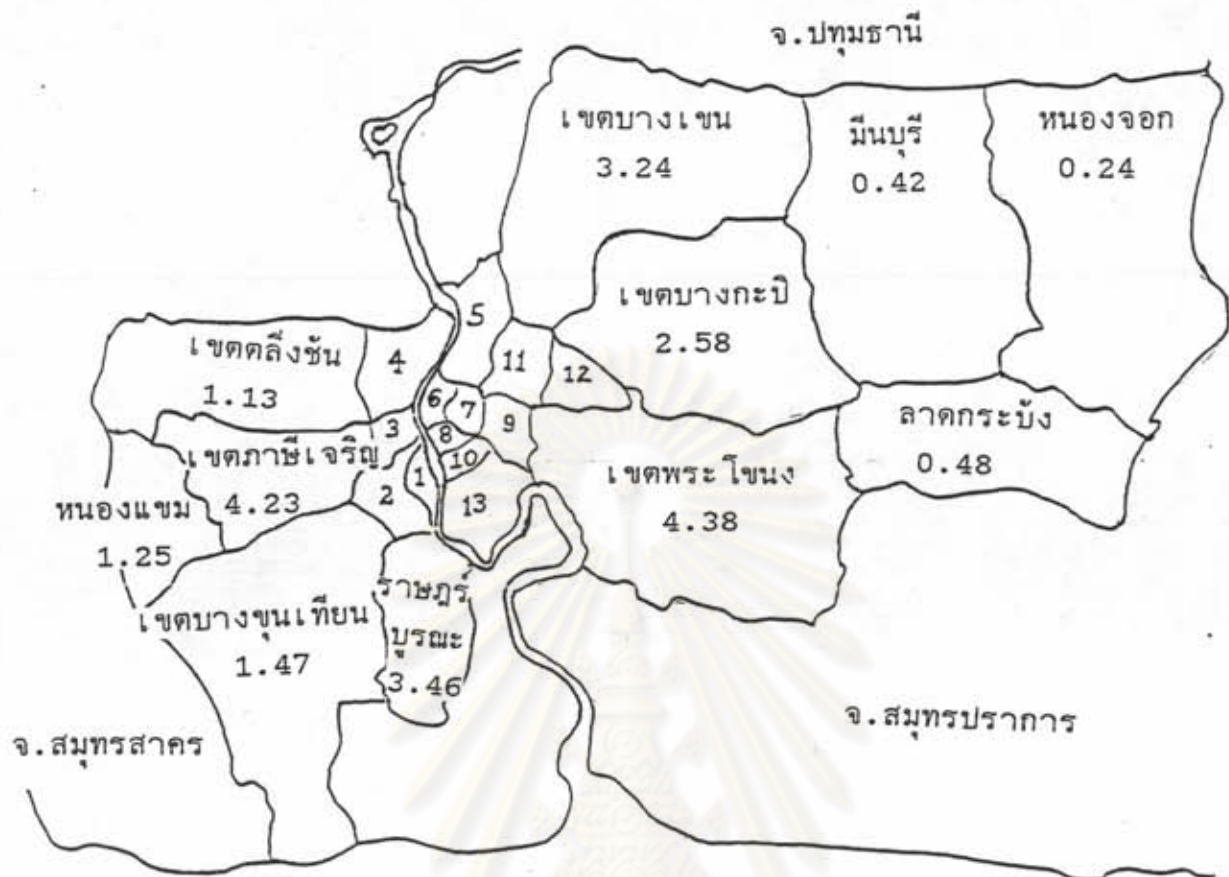 จ.ปทุมธานี
เขตบางเขน
3.24
มีนบุรี
0.42
หนองจอก
0.24
เขตบางกะปิ
2.58
5
เขตตลิ่งชัน
1.13
4
11
12
6
7
3
8
9
ลาดกระบัง
0.48
เขตภาษีเจริญ
4.23
10
1
2
13
เขตพระโขนง
4.38
หนองแขม
1.25
ราษฎร์
บูรณะ
3.46
เขตบางขุนเทียน
1.47
จ.สมุทรสาคร
จ.สมุทรปราการ